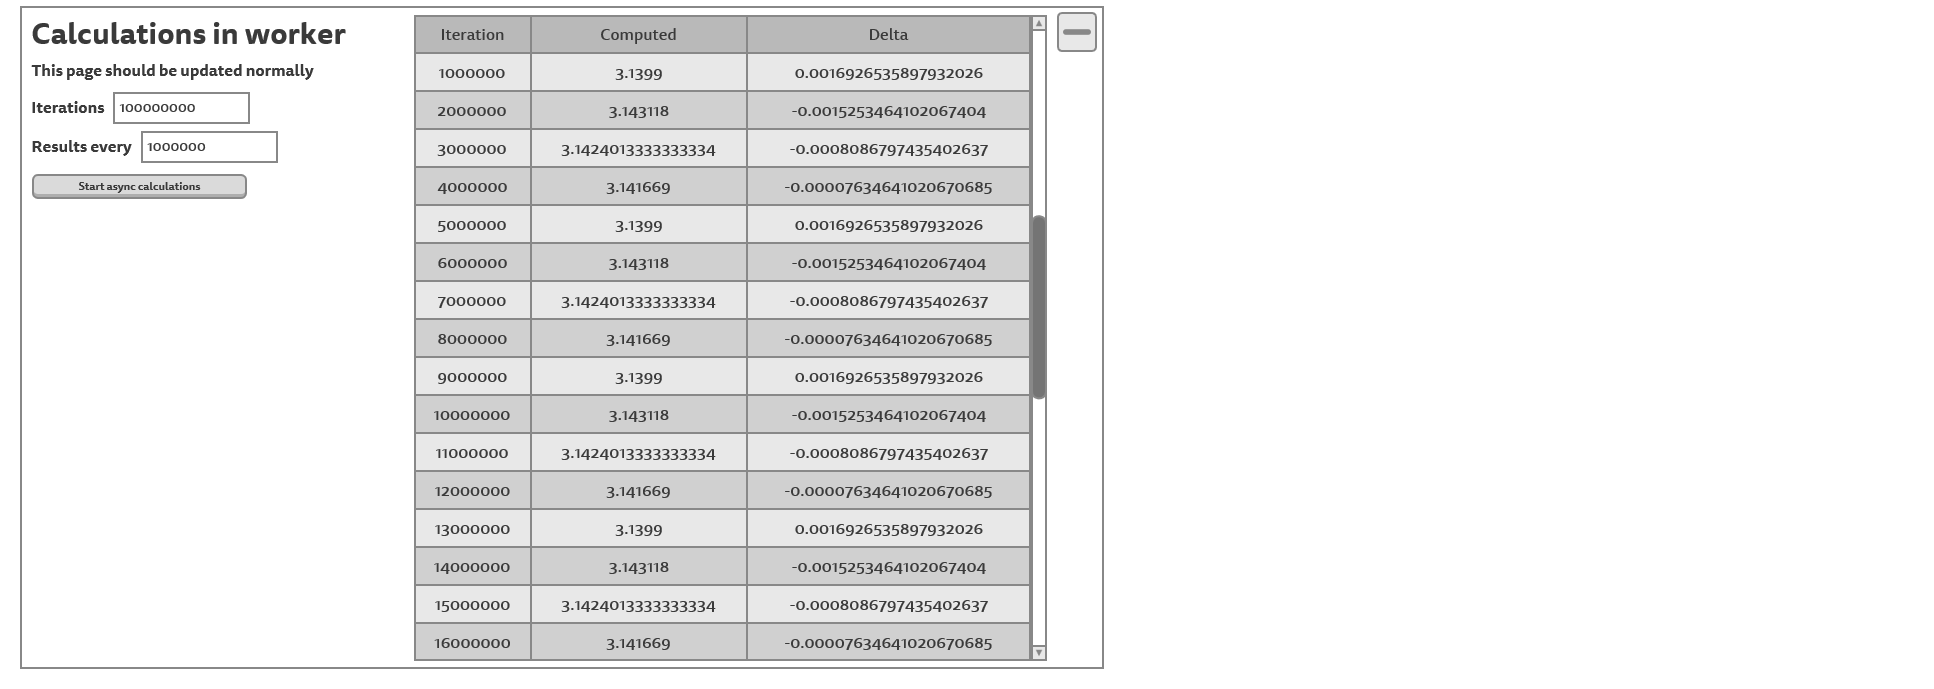 Calculations in worker
This page should be updated normally
Iterations 100000000
Results every 1000000
Start async calculations
Iteration Computed Delta
1000000 3.1399 0.0016926535897932026
2000000 3.143118 -0.0015253464102067404
3000000 3.1424013333333334 -0.0008086797435402637
4000000 3.141669 -0.00007634641020670685
5000000 3.1399 0.0016926535897932026
6000000 3.143118 -0.0015253464102067404
7000000 3.1424013333333334 -0.0008086797435402637
8000000 3.141669 -0.00007634641020670685
9000000 3.1399 0.0016926535897932026
10000000 3.143118 -0.0015253464102067404
11000000 3.1424013333333334 -0.0008086797435402637
12000000 3.141669 -0.00007634641020670685
13000000 3.1399 0.0016926535897932026
14000000 3.143118 -0.0015253464102067404
15000000 3.1424013333333334 -0.0008086797435402637
16000000 3.141669 -0.00007634641020670685